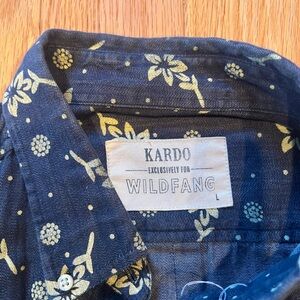 KARDO
EXCLUSIVELY FOR
WILDFANG
L